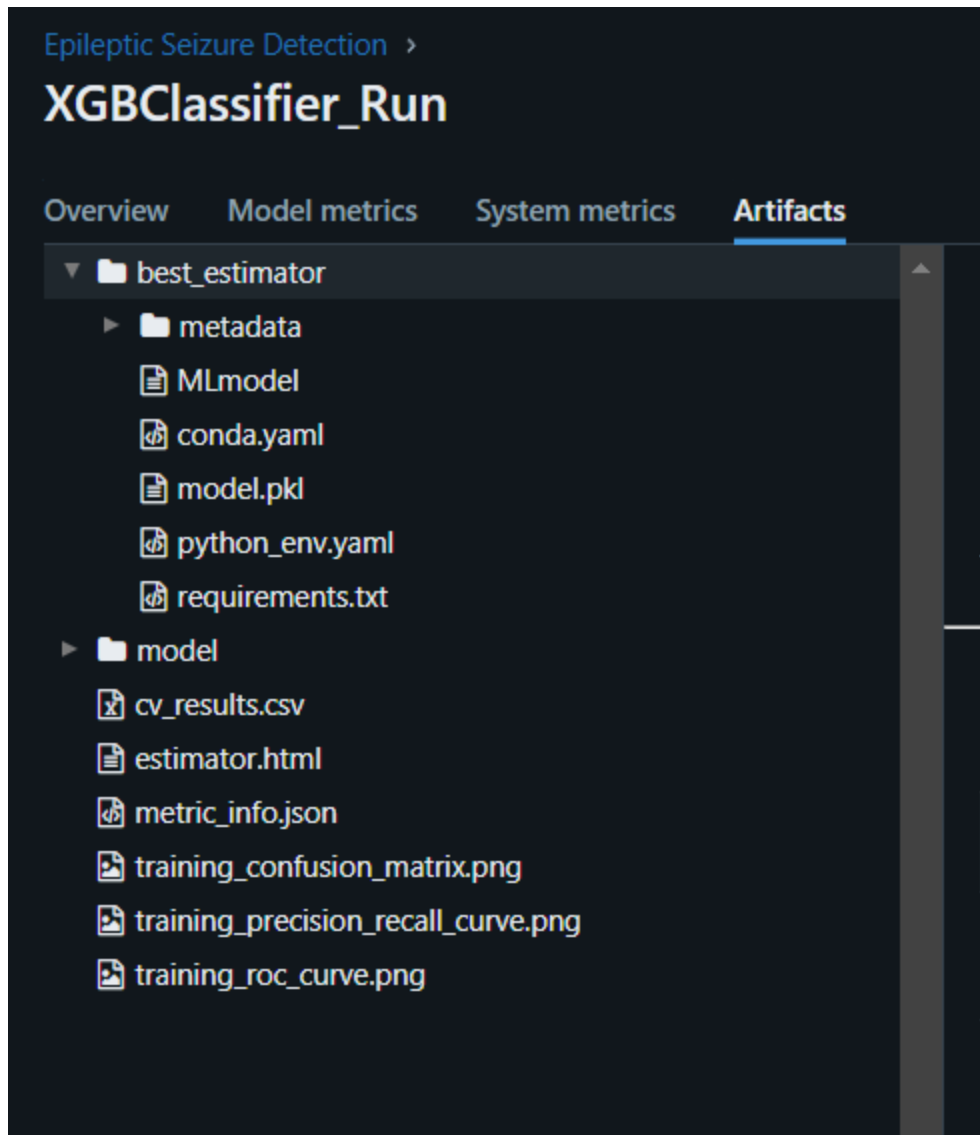 Epileptic Seizure Detection >
XGBClassifier_Run
Overview Model metrics System metrics Artifacts
best_estimator
metadata
MLmodel
conda.yaml
model.pkl
python_env.yaml
requirements.txt
model
cv_results.csv
estimator.html
metric_info.json
training_confusion_matrix.png
training_precision_recall_curve.png
training_roc_curve.png